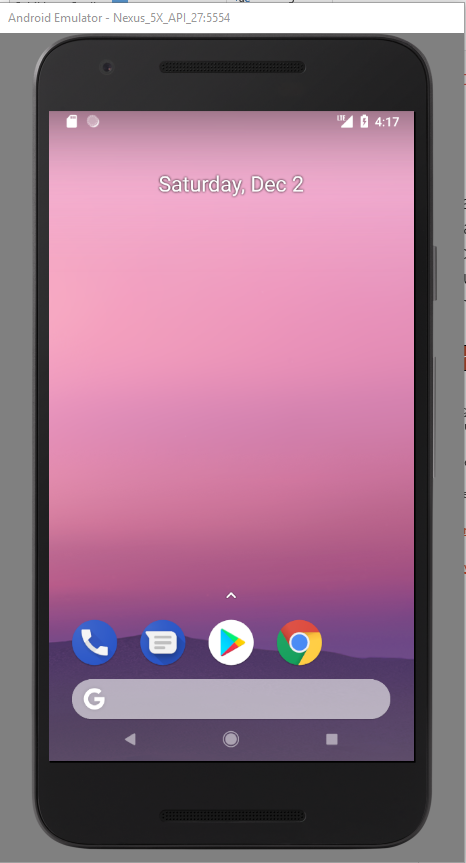 Android Emulator - Nexus_5X_API_27:5554
LTE 4:17
Saturday, Dec 2
G